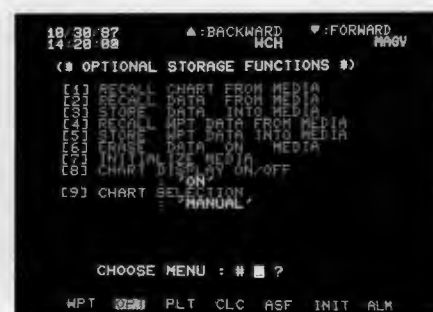 10/30/87 ▲:BACKWARD ▼:FORWARD
14:20:00 WCH MAGV
(* OPTIONAL STORAGE FUNCTIONS *)
[1] RECALL CHART FROM MEDIA
[2] RECALL DATA FROM MEDIA
[3] STORE DATA INTO MEDIA
[4] RECALL WPT DATA FROM MEDIA
[5] STORE WPT DATA INTO MEDIA
[6] ERASE DATA ON MEDIA
[7] INITIALIZE MEDIA
[8] CHART DISPLAY ON/OFF
: 'ON'
[9] CHART SELECTION
: 'MANUAL'
CHOOSE MENU : # ?
WPT OPT PLT CLC ASF INIT ALM